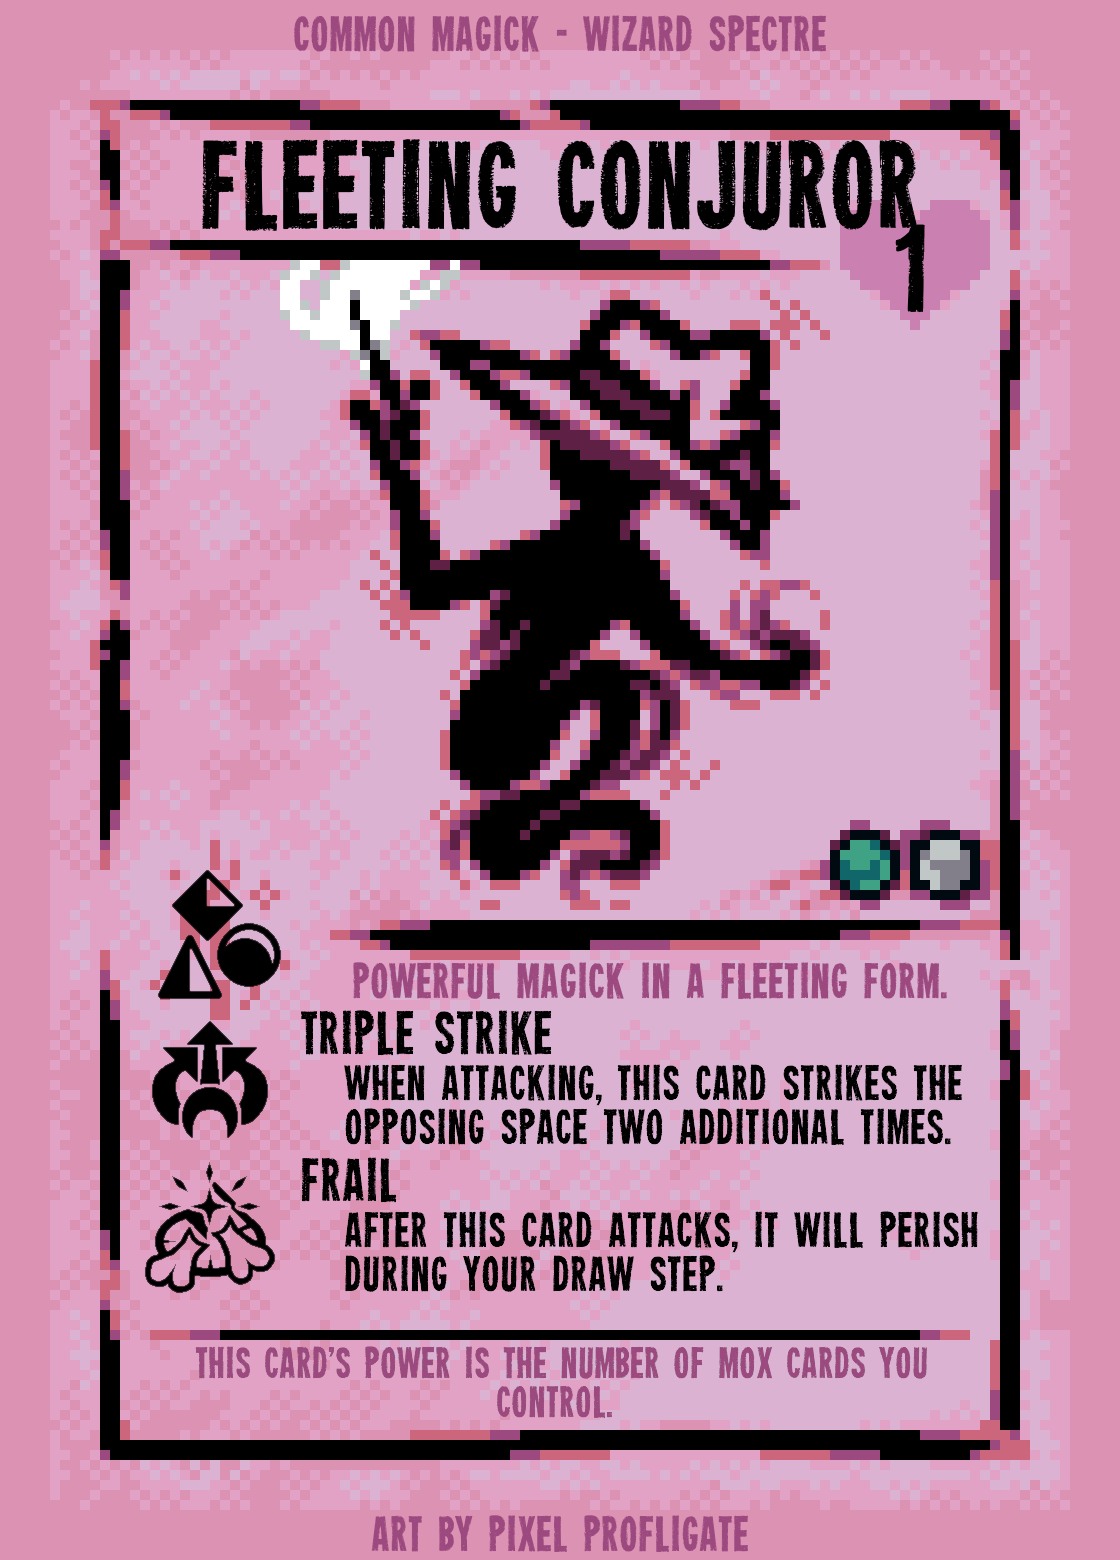 COMMON MAGICK - WIZARD SPECTRE
FLEETING CONJUROR
1
POWERFUL MAGICK IN A FLEETING FORM.
TRIPLE STRIKE
WHEN ATTACKING, THIS CARD STRIKES THE
OPPOSING SPACE TWO ADDITIONAL TIMES.
FRAIL
AFTER THIS CARD ATTACKS, IT WILL PERISH
DURING YOUR DRAW STEP.
THIS CARD'S POWER IS THE NUMBER OF MOX CARDS YOU
CONTROL.
ART BY PIXEL PROFLIGATE